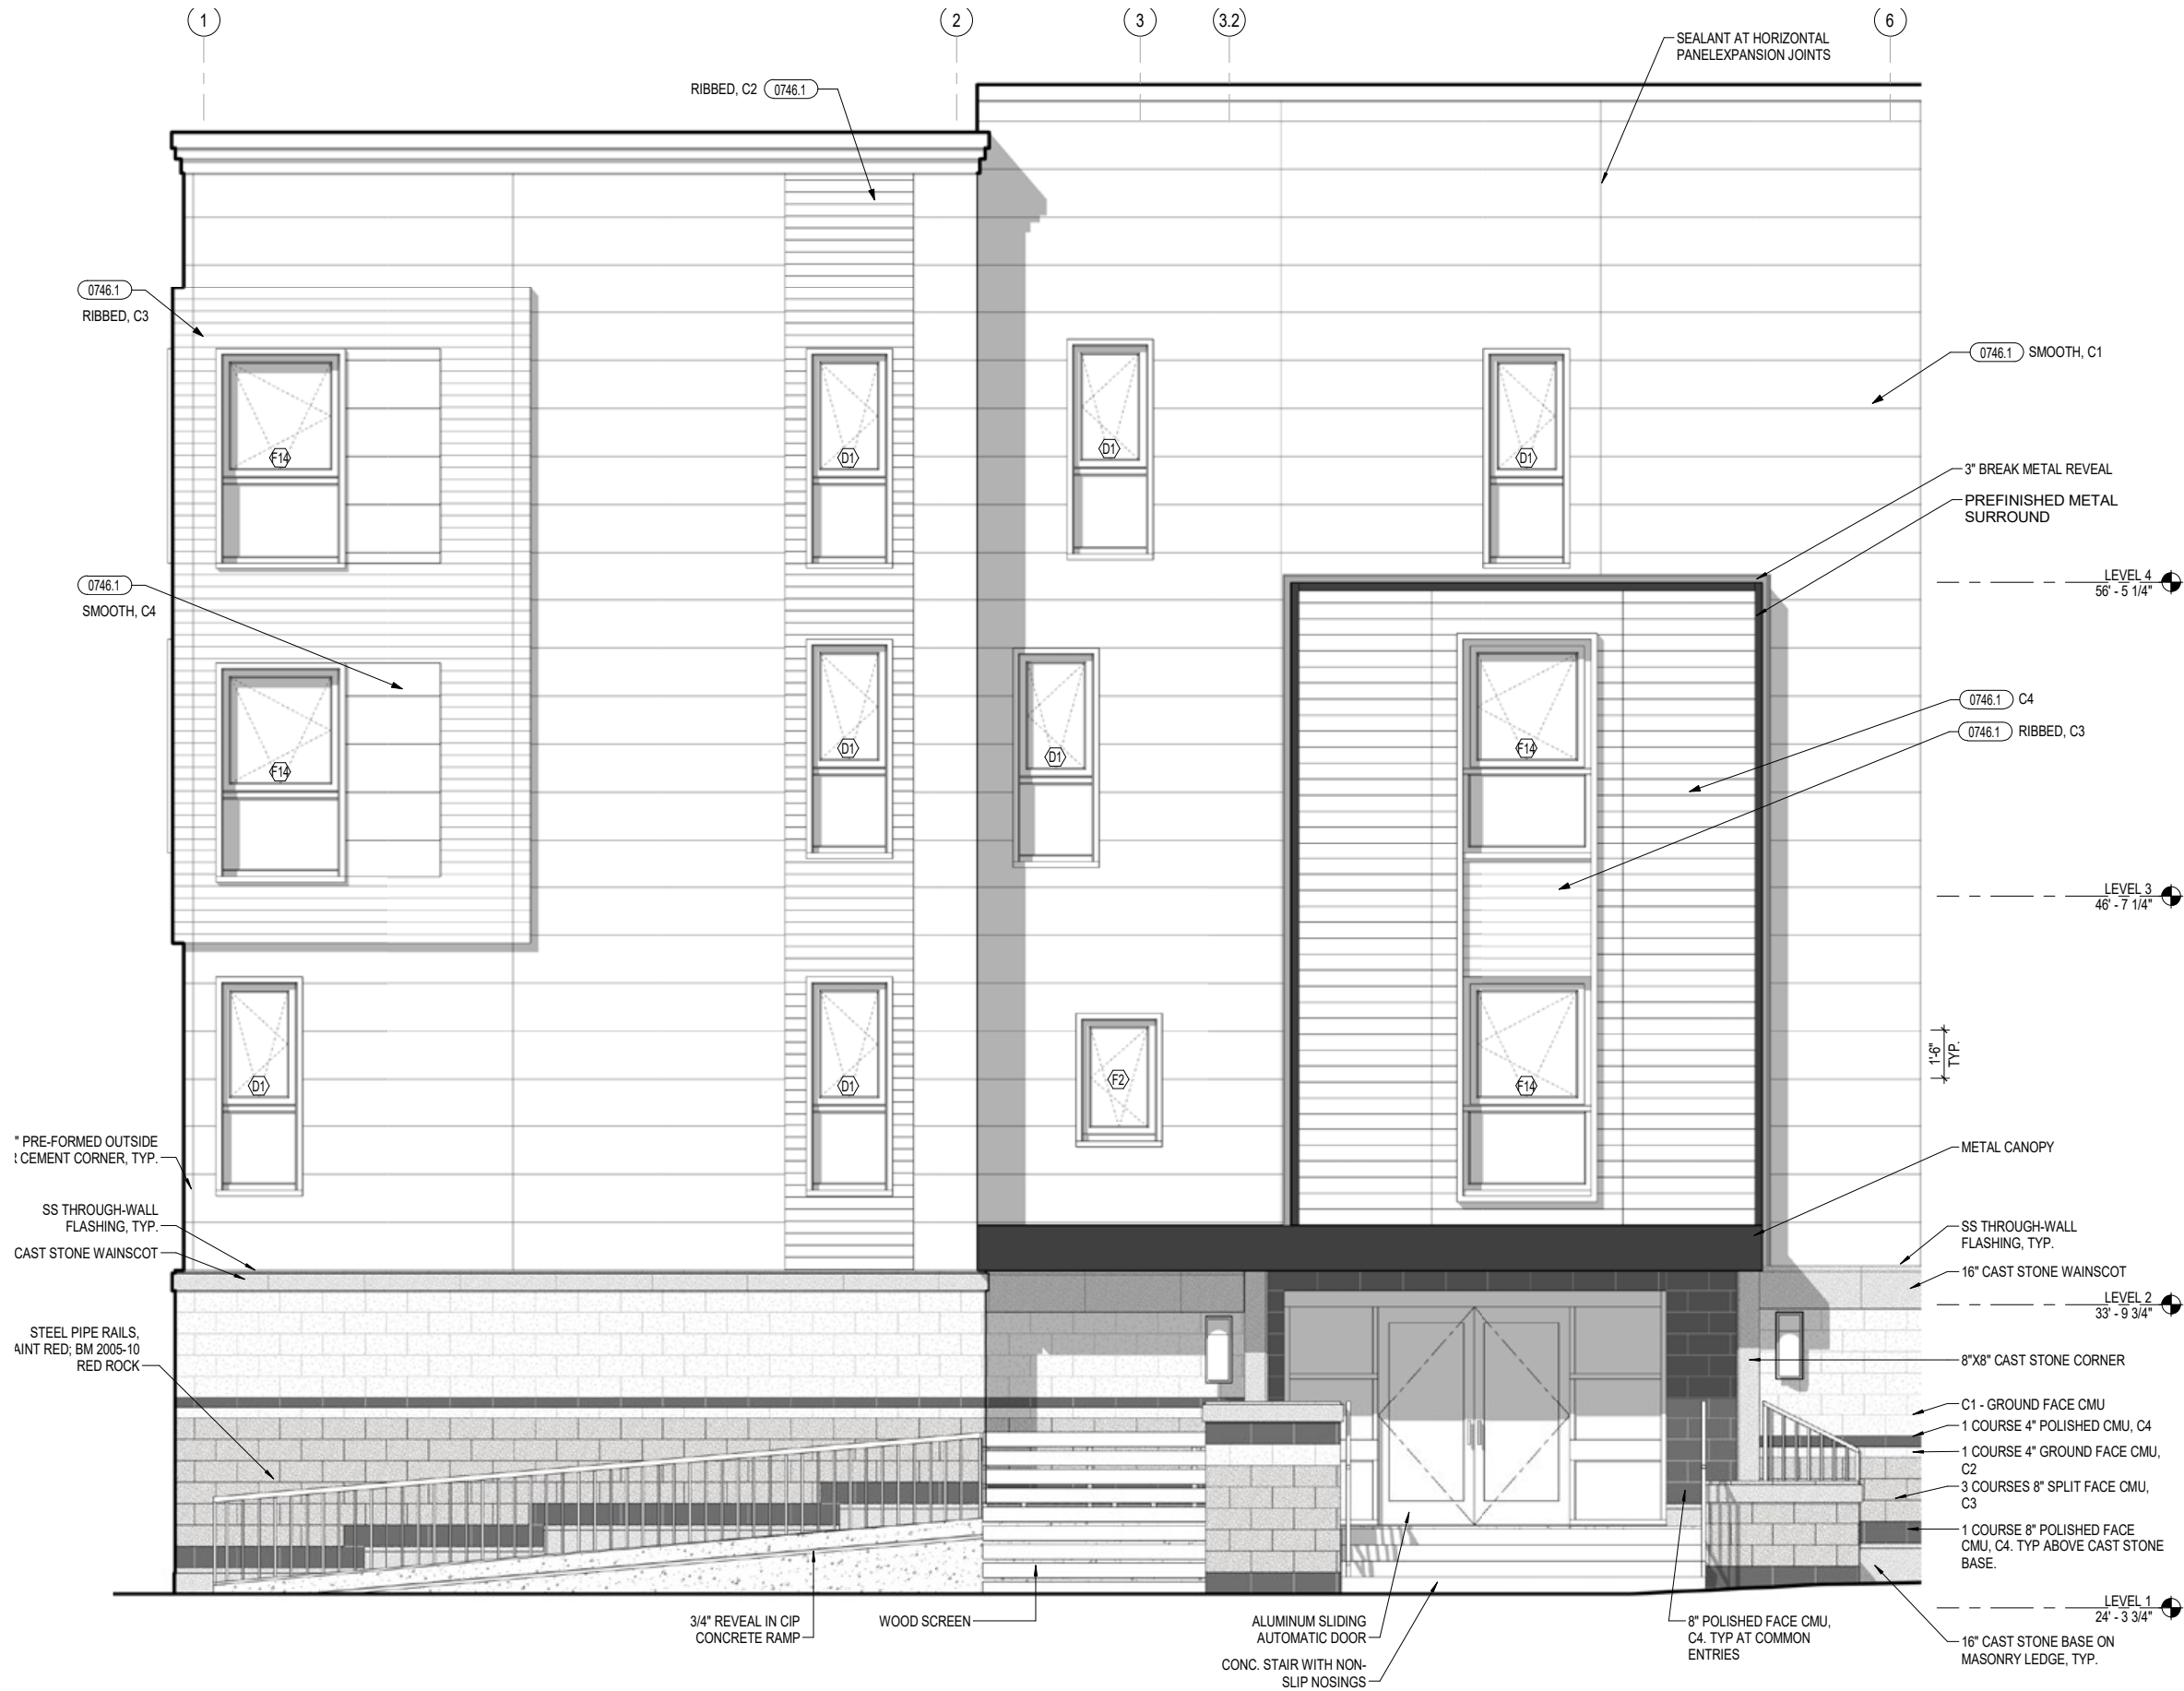 1
2
3
3.2
6
SEALANT AT HORIZONTAL
PANELEXPANSION JOINTS
RIBBED, C2 0746.1
0746.1
RIBBED, C3
0746.1 SMOOTH, C1
F14
D1
D1
D1
3" BREAK METAL REVEAL
PREFINISHED METAL
SURROUND
0746.1
SMOOTH, C4
LEVEL 4
56' - 5 1/4"
0746.1 C4
0746.1 RIBBED, C3
F14
D1
D1
F14
LEVEL 3
46' - 7 1/4"
1'-6"
TYP.
D1
D1
F2
F14
" PRE-FORMED OUTSIDE
CEMENT CORNER, TYP.
METAL CANOPY
SS THROUGH-WALL
FLASHING, TYP.
CAST STONE WAINSCOT
SS THROUGH-WALL
FLASHING, TYP.
16" CAST STONE WAINSCOT
LEVEL 2
33' - 9 3/4"
STEEL PIPE RAILS,
AINT RED; BM 2005-10
RED ROCK
8"X8" CAST STONE CORNER
C1 - GROUND FACE CMU
1 COURSE 4" POLISHED CMU, C4
1 COURSE 4" GROUND FACE CMU,
C2
3 COURSES 8" SPLIT FACE CMU,
C3
1 COURSE 8" POLISHED FACE
CMU, C4. TYP ABOVE CAST STONE
BASE.
LEVEL 1
24' - 3 3/4"
3/4" REVEAL IN CIP
CONCRETE RAMP
WOOD SCREEN
ALUMINUM SLIDING
AUTOMATIC DOOR
CONC. STAIR WITH NON-
SLIP NOSINGS
8" POLISHED FACE CMU,
C4. TYP AT COMMON
ENTRIES
16" CAST STONE BASE ON
MASONRY LEDGE, TYP.